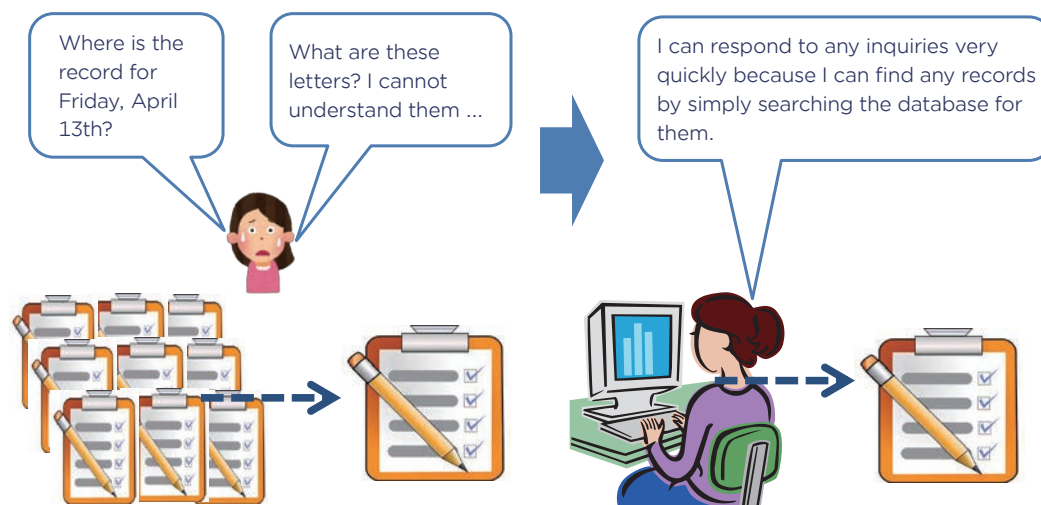 Where is the
record for
Friday, April
13th?
What are these
letters? I cannot
understand them ...
I can respond to any inquiries very
quickly because I can find any records
by simply searching the database for
them.